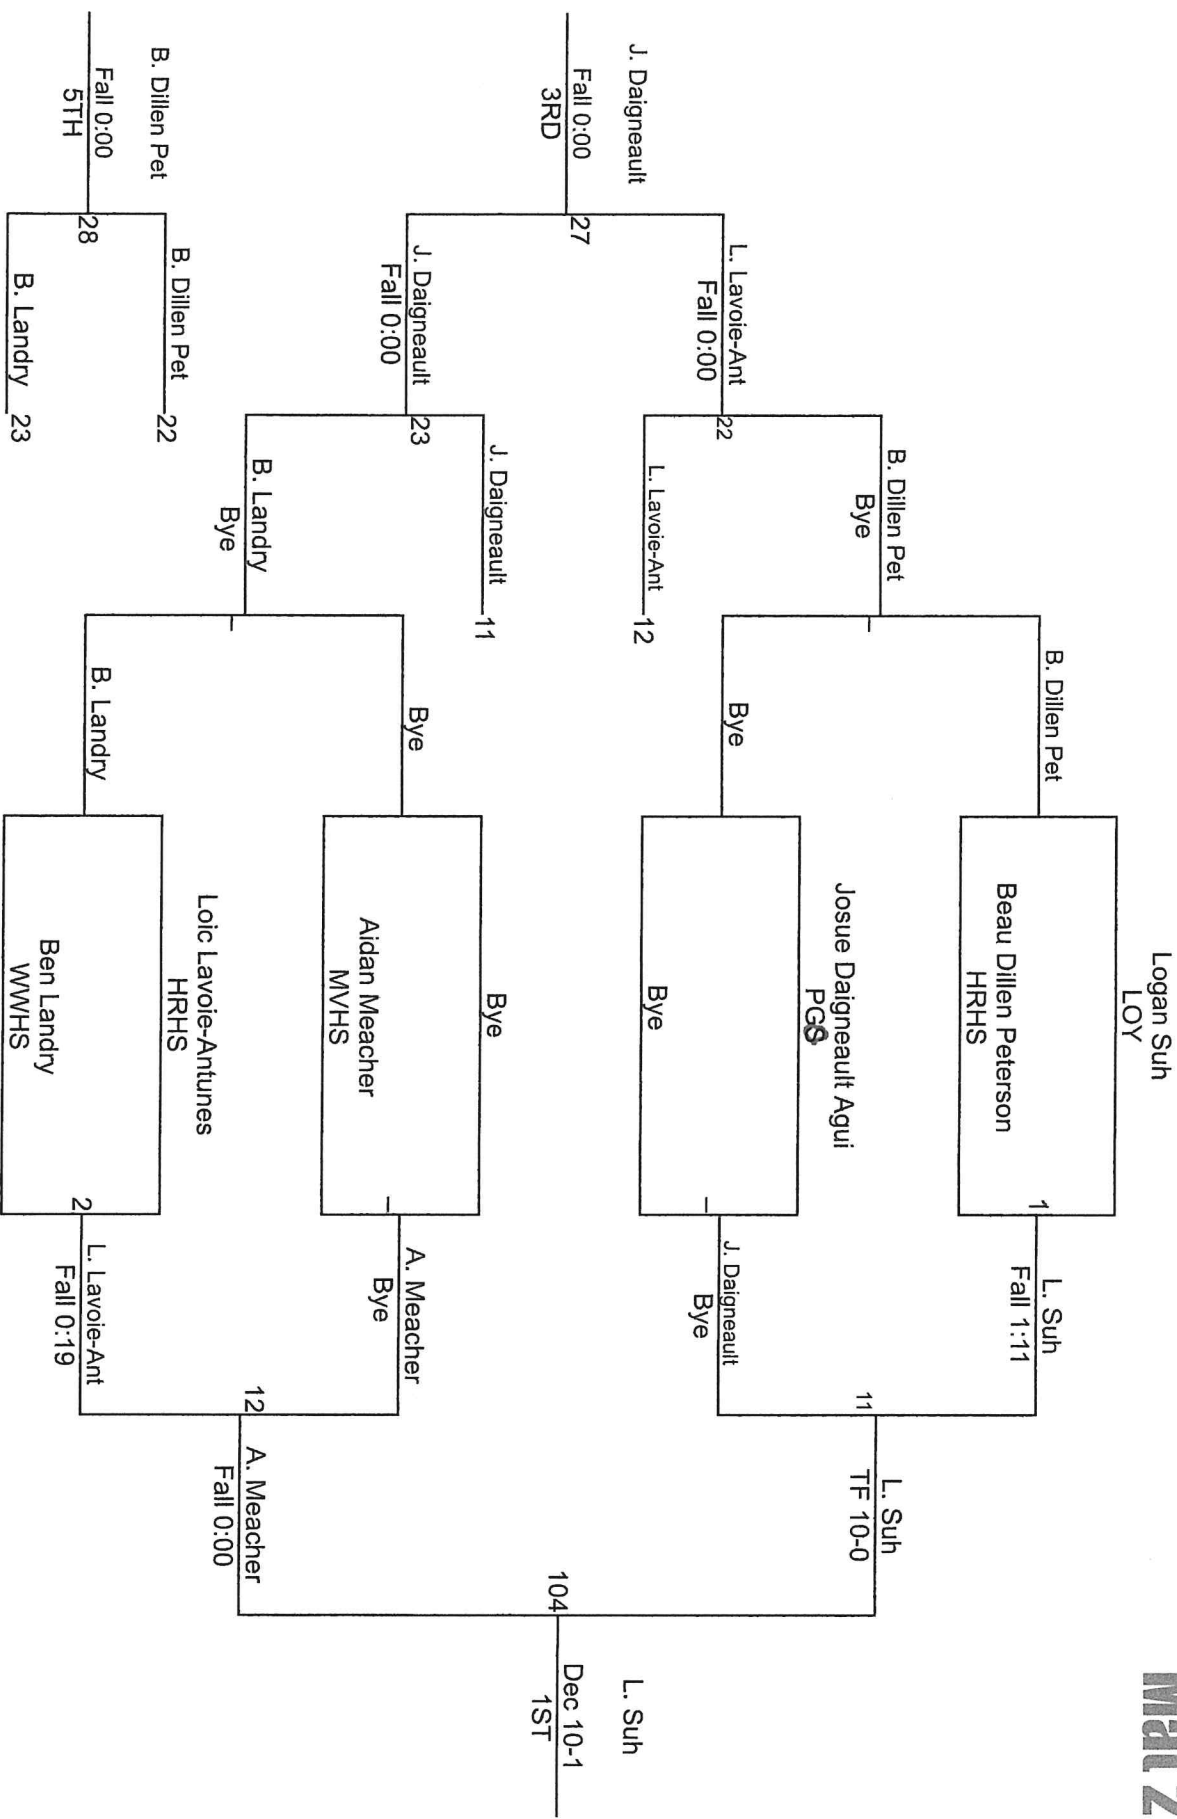 Mat 2
Logan Suh
LOY
B. Dillen Pet
Beau Dillen Peterson
HRHS
1
L. Suh
Fall 1:11
B. Dillen Pet
Bye
11
L. Suh
TF 10-0
Josue Daigneault Agui
PGS
Bye
Bye
J. Daigneault
Bye
L. Lavoie-Ant
Fall 0:00
22
L. Lavoie-Ant
12
J. Daigneault
Fall 0:00
3RD
27
104
L. Suh
Dec 10-1
1ST
J. Daigneault
11
Bye
Bye
Aidan Meacher
MVHS
A. Meacher
Bye
J. Daigneault
Fall 0:00
23
B. Landry
Bye
12
A. Meacher
Fall 0:00
Loic Lavoie-Antunes
HRHS
B. Landry
Ben Landry
WWHS
2
L. Lavoie-Ant
Fall 0:19
B. Dillen Pet
Fall 0:00
5TH
28
B. Dillen Pet
22
B. Landry
23